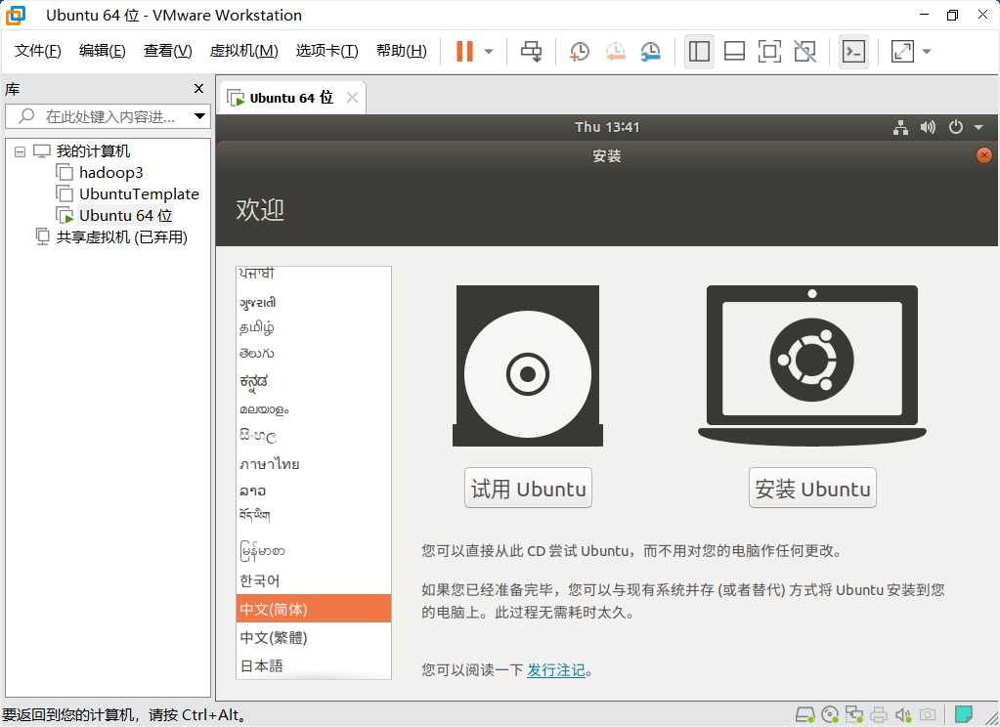 Ubuntu 64 位 - VMware Workstation
文件(F) 编辑(E) 查看(V) 虚拟机(M) 选项卡(T) 帮助(H)
库
在此处键入内容进...
我的计算机
hadoop3
UbuntuTemplate
Ubuntu 64 位
共享虚拟机 (已弃用)
Ubuntu 64 位
Thu 13:41
安装
欢迎
ਪੰਜਾਬੀ
ગુજરાતી
தமிழ்
తెలుగు
ಕನ್ನಡ
മലയാളം
සිංහල
ภาษาไทย
ລາວ
བོད་ཡིག
မြန်မာစာ
한국어
中文(简体)
中文(繁體)
日本語
试用 Ubuntu
安装 Ubuntu
您可以直接从此 CD 尝试 Ubuntu，而不用对您的电脑作任何更改。
如果您已经准备完毕，您可以与现有系统并存 (或者替代) 方式将 Ubuntu 安装到您
的电脑上。此过程无需耗时太久。
您可以阅读一下 发行注记。
要返回到您的计算机，请按 Ctrl+Alt。